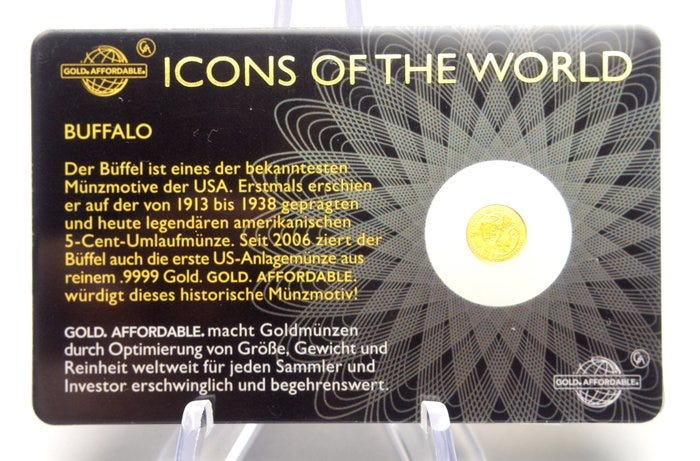 GOLD. AFFORDABLE.
GA
ICONS OF THE WORLD
BUFFALO
Der Büffel ist eines der bekanntesten
Münzmotive der USA. Erstmals erschien
er auf der von 1913 bis 1938 geprägten
und heute legendären amerikanischen
5-Cent-Umlaufmünze. Seit 2006 ziert der
Büffel auch die erste US-Anlagemünze aus
reinem .9999 Gold. GOLD. AFFORDABLE.
würdigt dieses historische Münzmotiv!
GOLD. AFFORDABLE. macht Goldmünzen
durch Optimierung von Größe, Gewicht und
Reinheit weltweit für jeden Sammler und
Investor erschwinglich und begehrenswert.
GA
GOLD. AFFORDABLE.